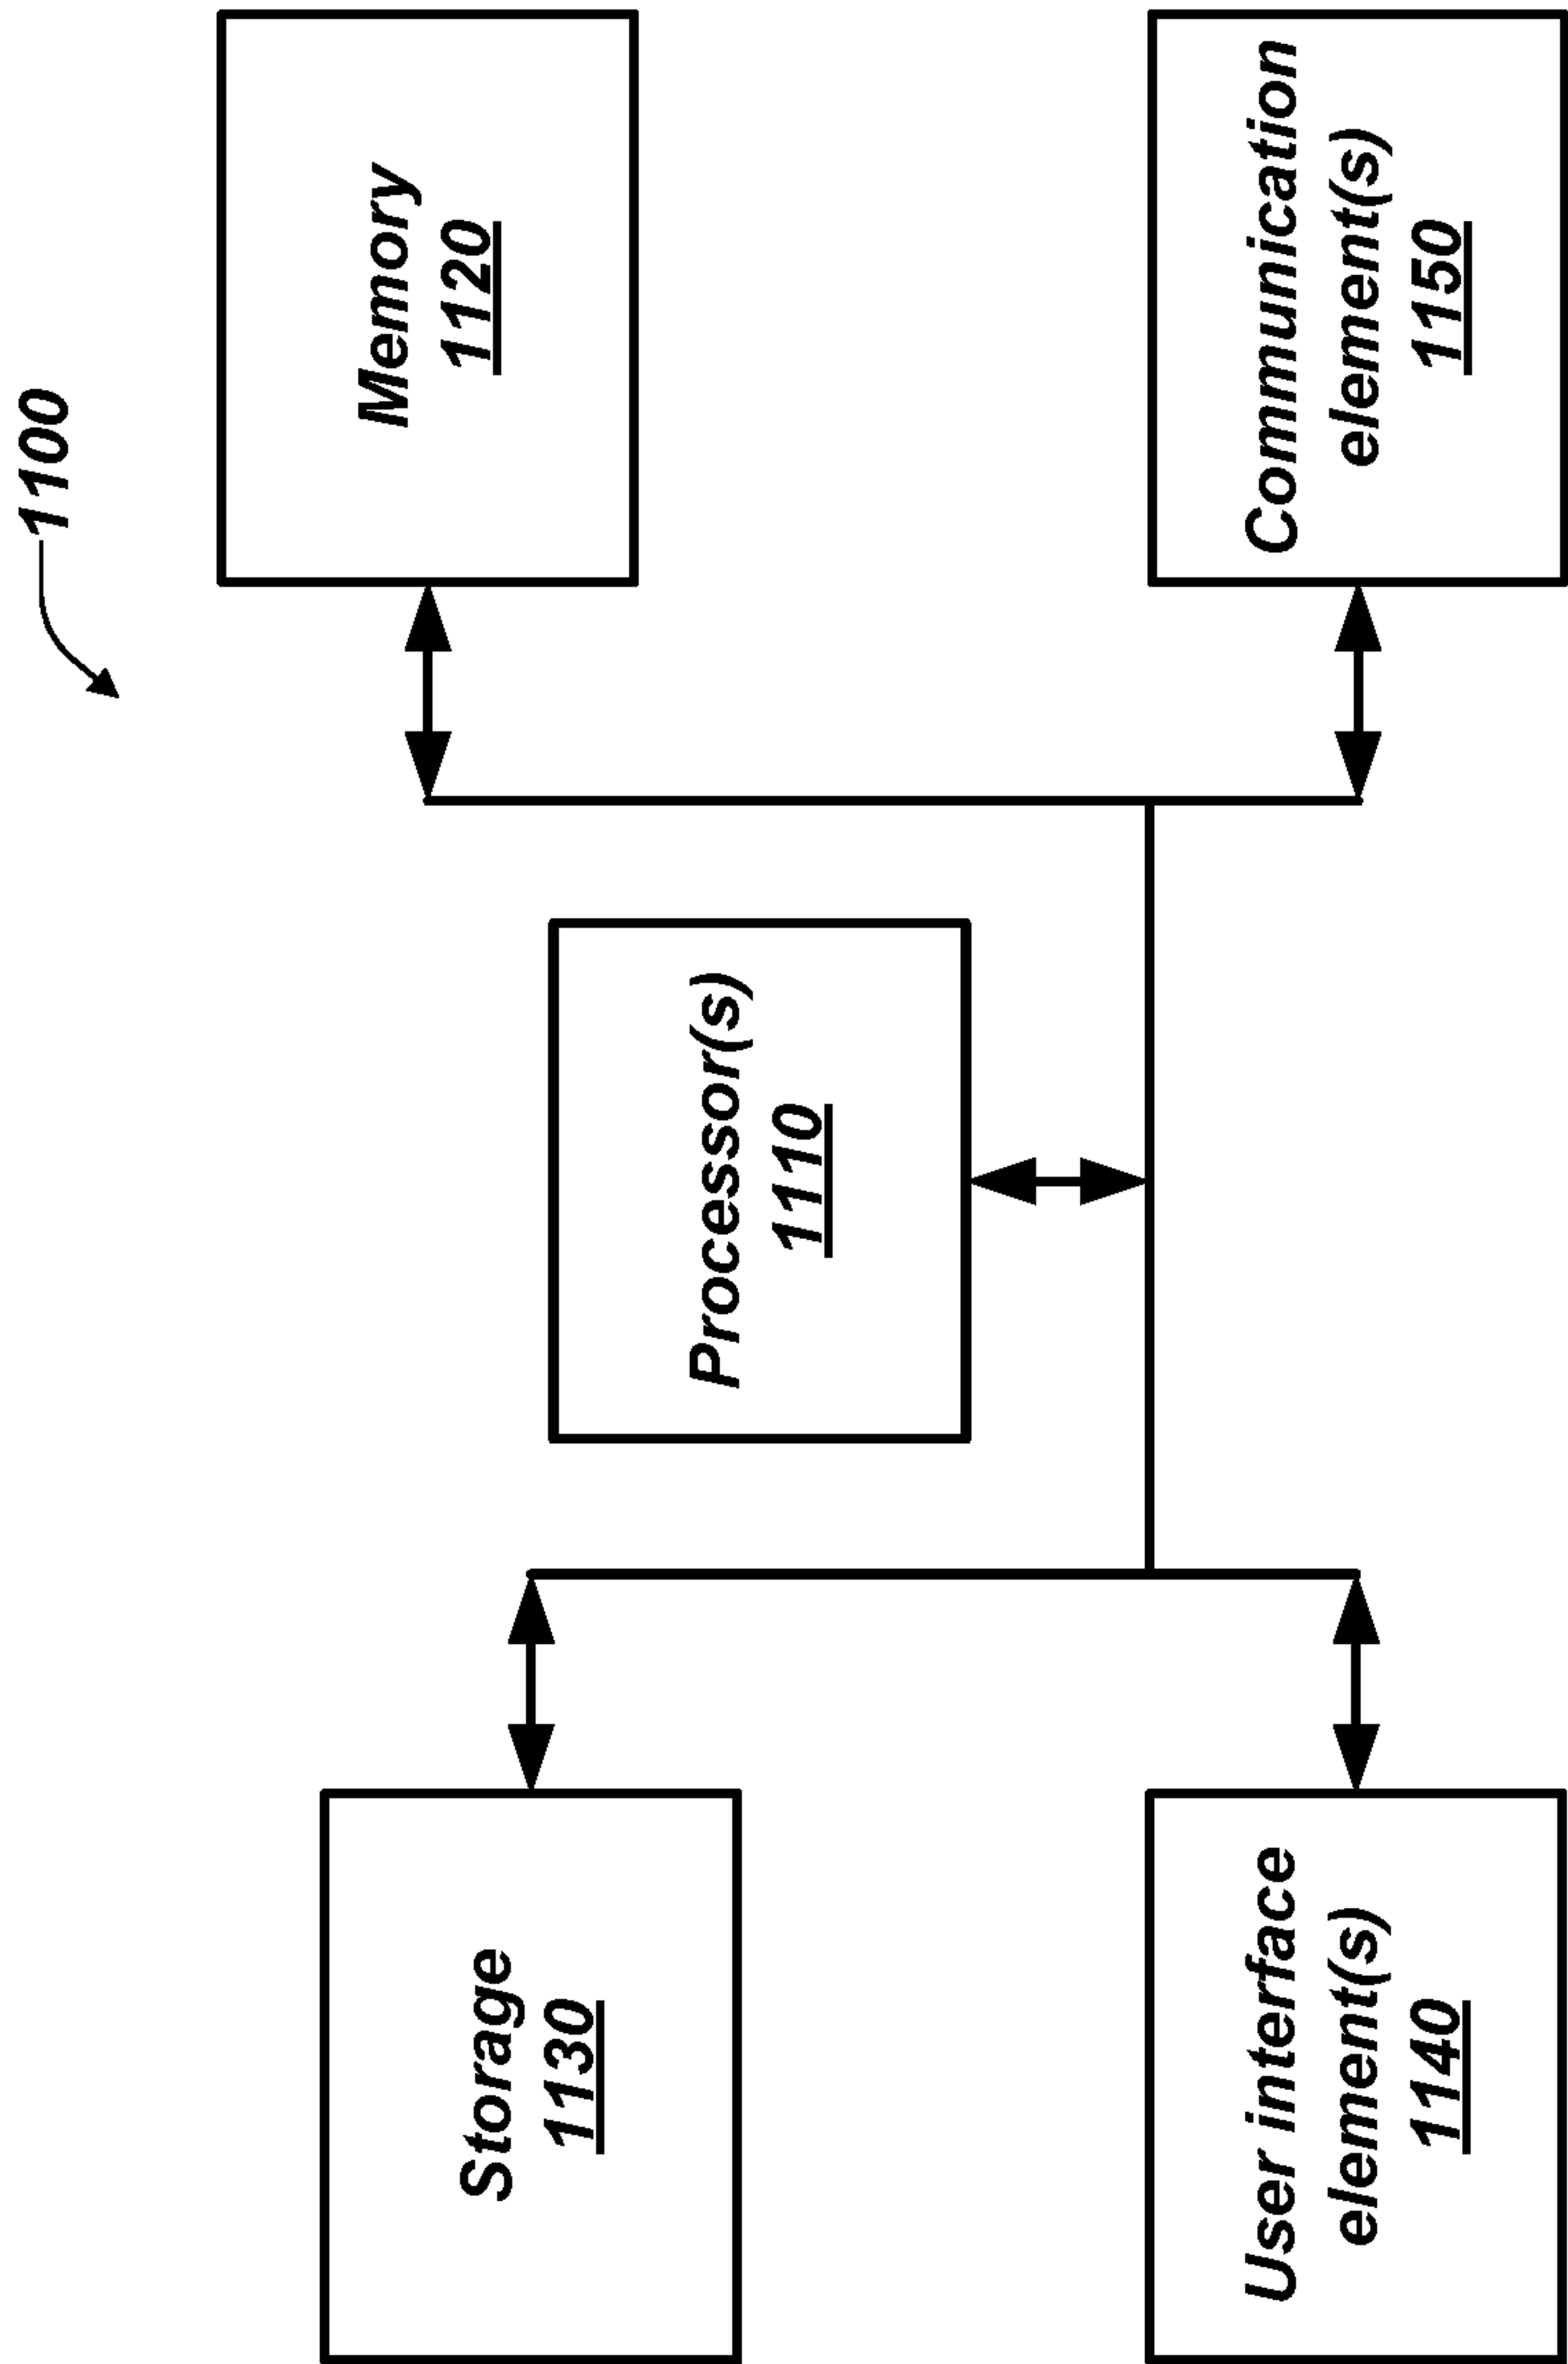 1100
Storage
1130
Memory
1120
Processor(s)
1110
User interface
element(s)
1140
Communication
element(s)
1150